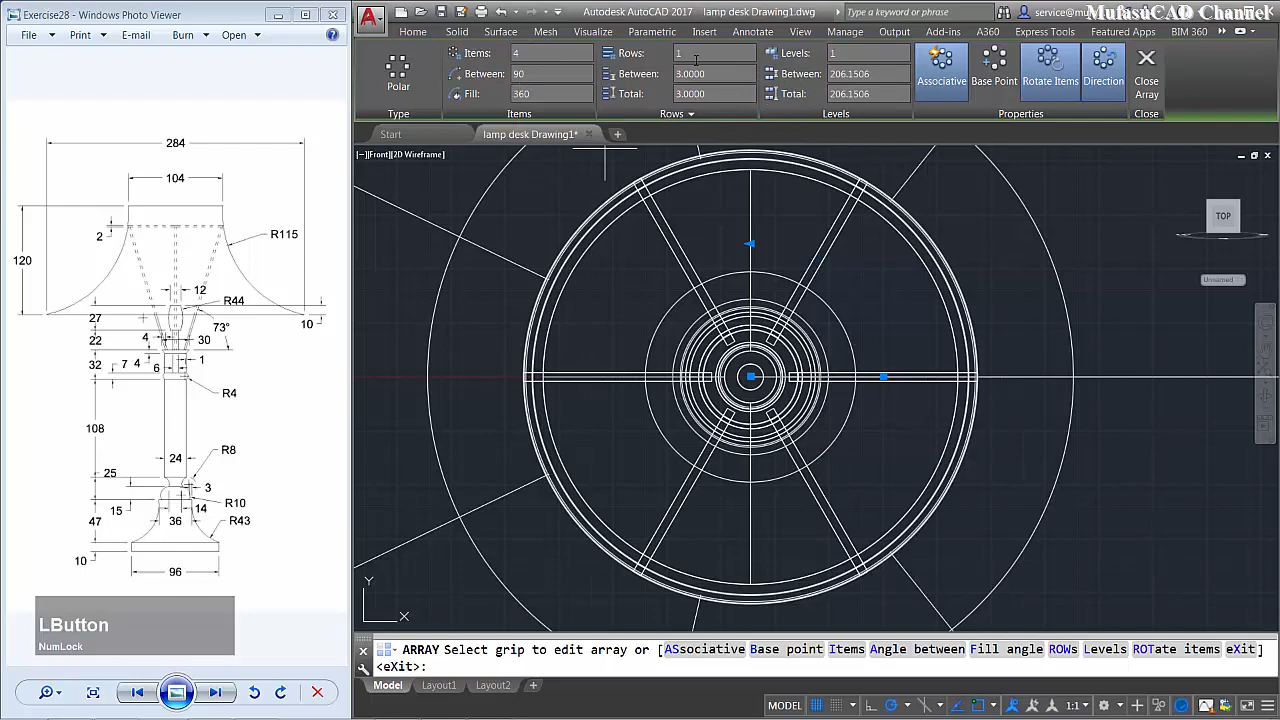 Exercise28 - Windows Photo Viewer
File Print E-mail Burn Open
284
104
2
R115
120
12
R44
27
10
73°
4
30
22
7 4
1
32
6
R4
108
R8
24
25
3
R10
15
14
47
36
R43
10
96
LButton
NumLock
Autodesk AutoCAD 2017 lamp desk Drawing1.dwg
Type a keyword or phrase
service@mu
MufasuCAD Channel
Home Solid Surface Mesh Visualize Parametric Insert Annotate View Manage Output Add-ins A360 Express Tools Featured Apps BIM 360
Polar
Type
Items: 4
Between: 90
Fill: 360
Items
Rows: 1
Between: 3.0000
Total: 3.0000
Rows
Levels: 1
Between: 206.1506
Total: 206.1506
Levels
Associative Base Point Rotate Items Direction
Properties
Close
Array
Close
Start lamp desk Drawing1*
[−][Front][2D Wireframe]
TOP
Unnamed
Y
X
ARRAY Select grip to edit array or [ASsociative Base point Items Angle between Fill angle ROWs Levels ROTate items eXit]
<eXit>:
Model Layout1 Layout2
MODEL
1:1